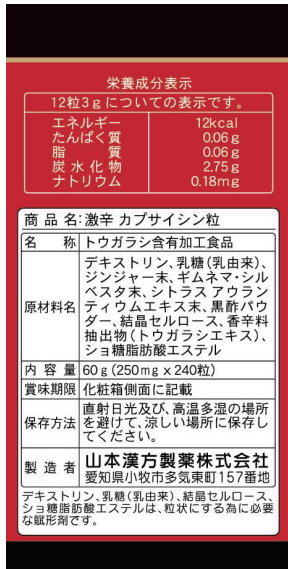 栄養成分表示
12粒3gについての表示です。
エネルギー 12kcal
たんぱく質 0.06g
脂 質 0.06g
炭水化物 2.75g
ナトリウム 0.18mg
商品名:激辛 カプサイシン粒
名 称 トウガラシ含有加工食品
原材料名 デキストリン、乳糖(乳由来)、
ジンジャー末、ギムネマ・シル
ベスタ末、シトラス アウラン
ティウムエキス末、黒酢パウ
ダー、結晶セルロース、香辛料
抽出物(トウガラシエキス)、
ショ糖脂肪酸エステル
内容量 60g(250mg x 240粒)
賞味期限 化粧箱側面に記載
保存方法 直射日光及び、高温多湿の場所
を避けて、涼しい場所に保存し
てください。
製造者 山本漢方製薬株式会社
愛知県小牧市多気東町157番地
デキストリン、乳糖(乳由来)、結晶セルロース、
ショ糖脂肪酸エステルは、粒状にする為に必要
な賦形剤です。